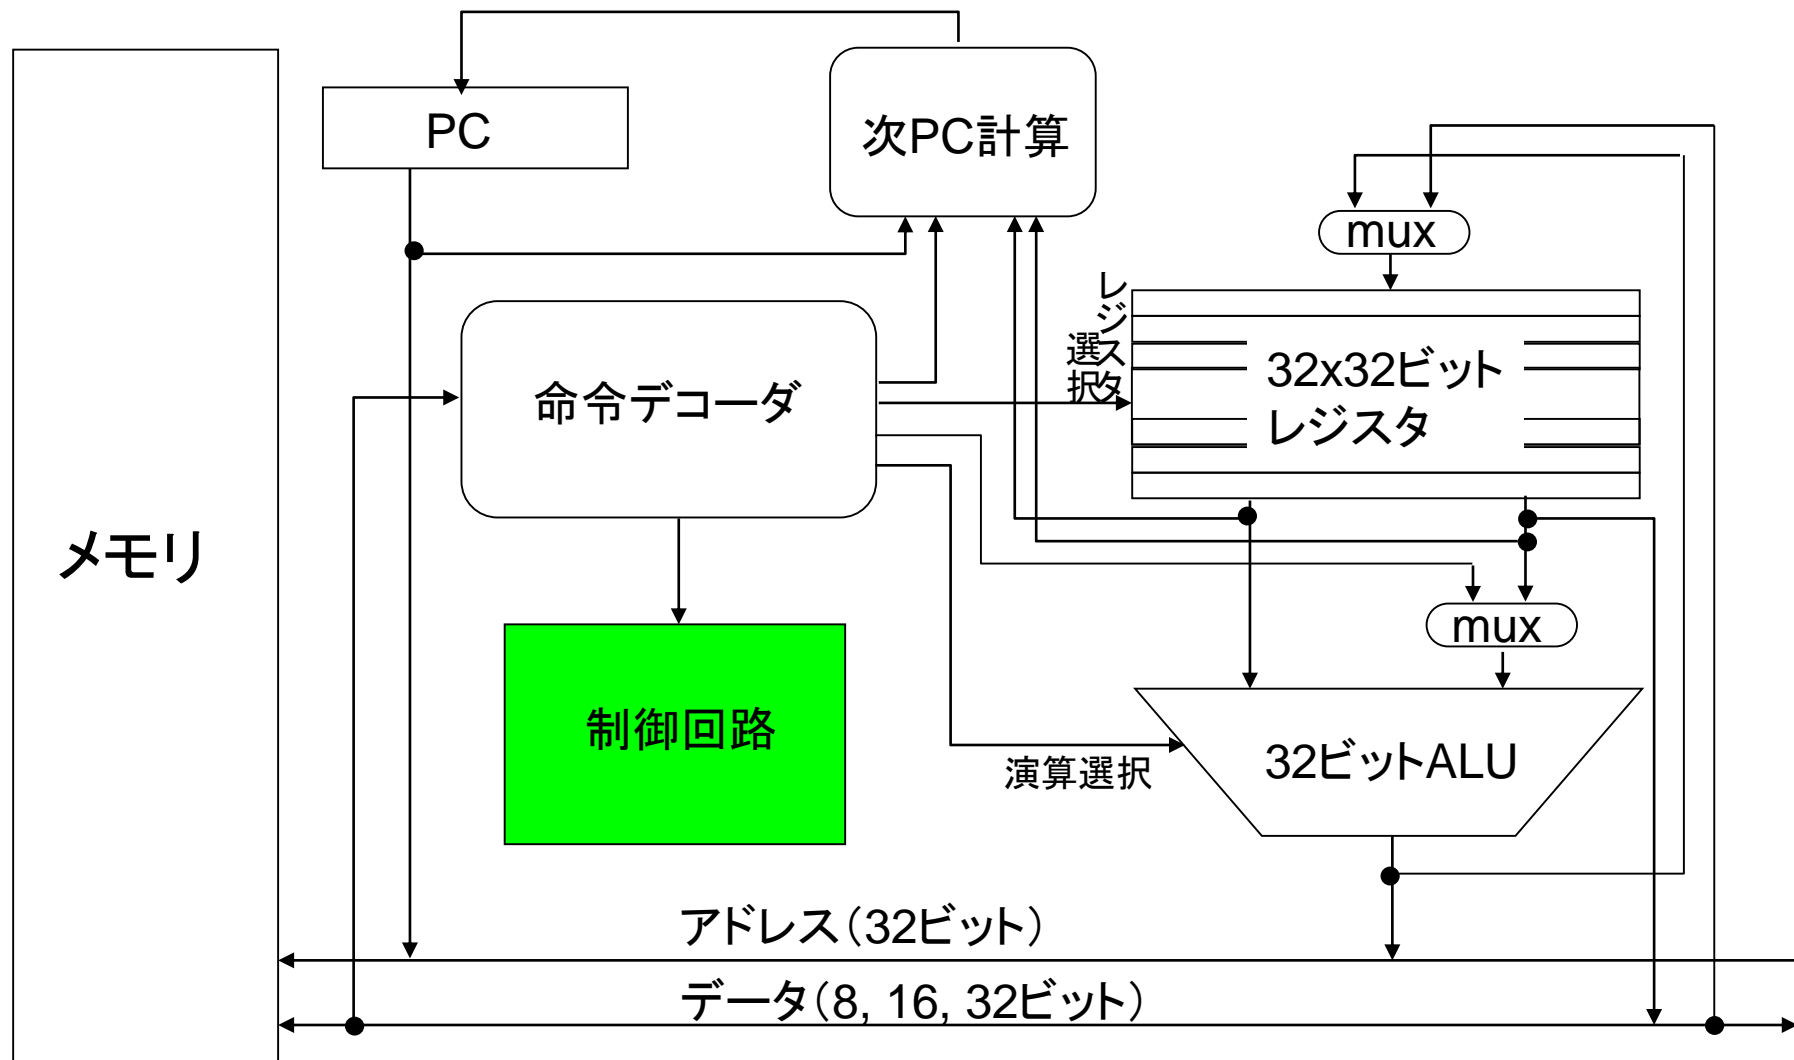 PC
次PC計算
mux
レジスタ
選択
32x32ビット
レジスタ
命令デコーダ
メモリ
mux
制御回路
32ビットALU
演算選択
アドレス(32ビット)
データ(8, 16, 32ビット)